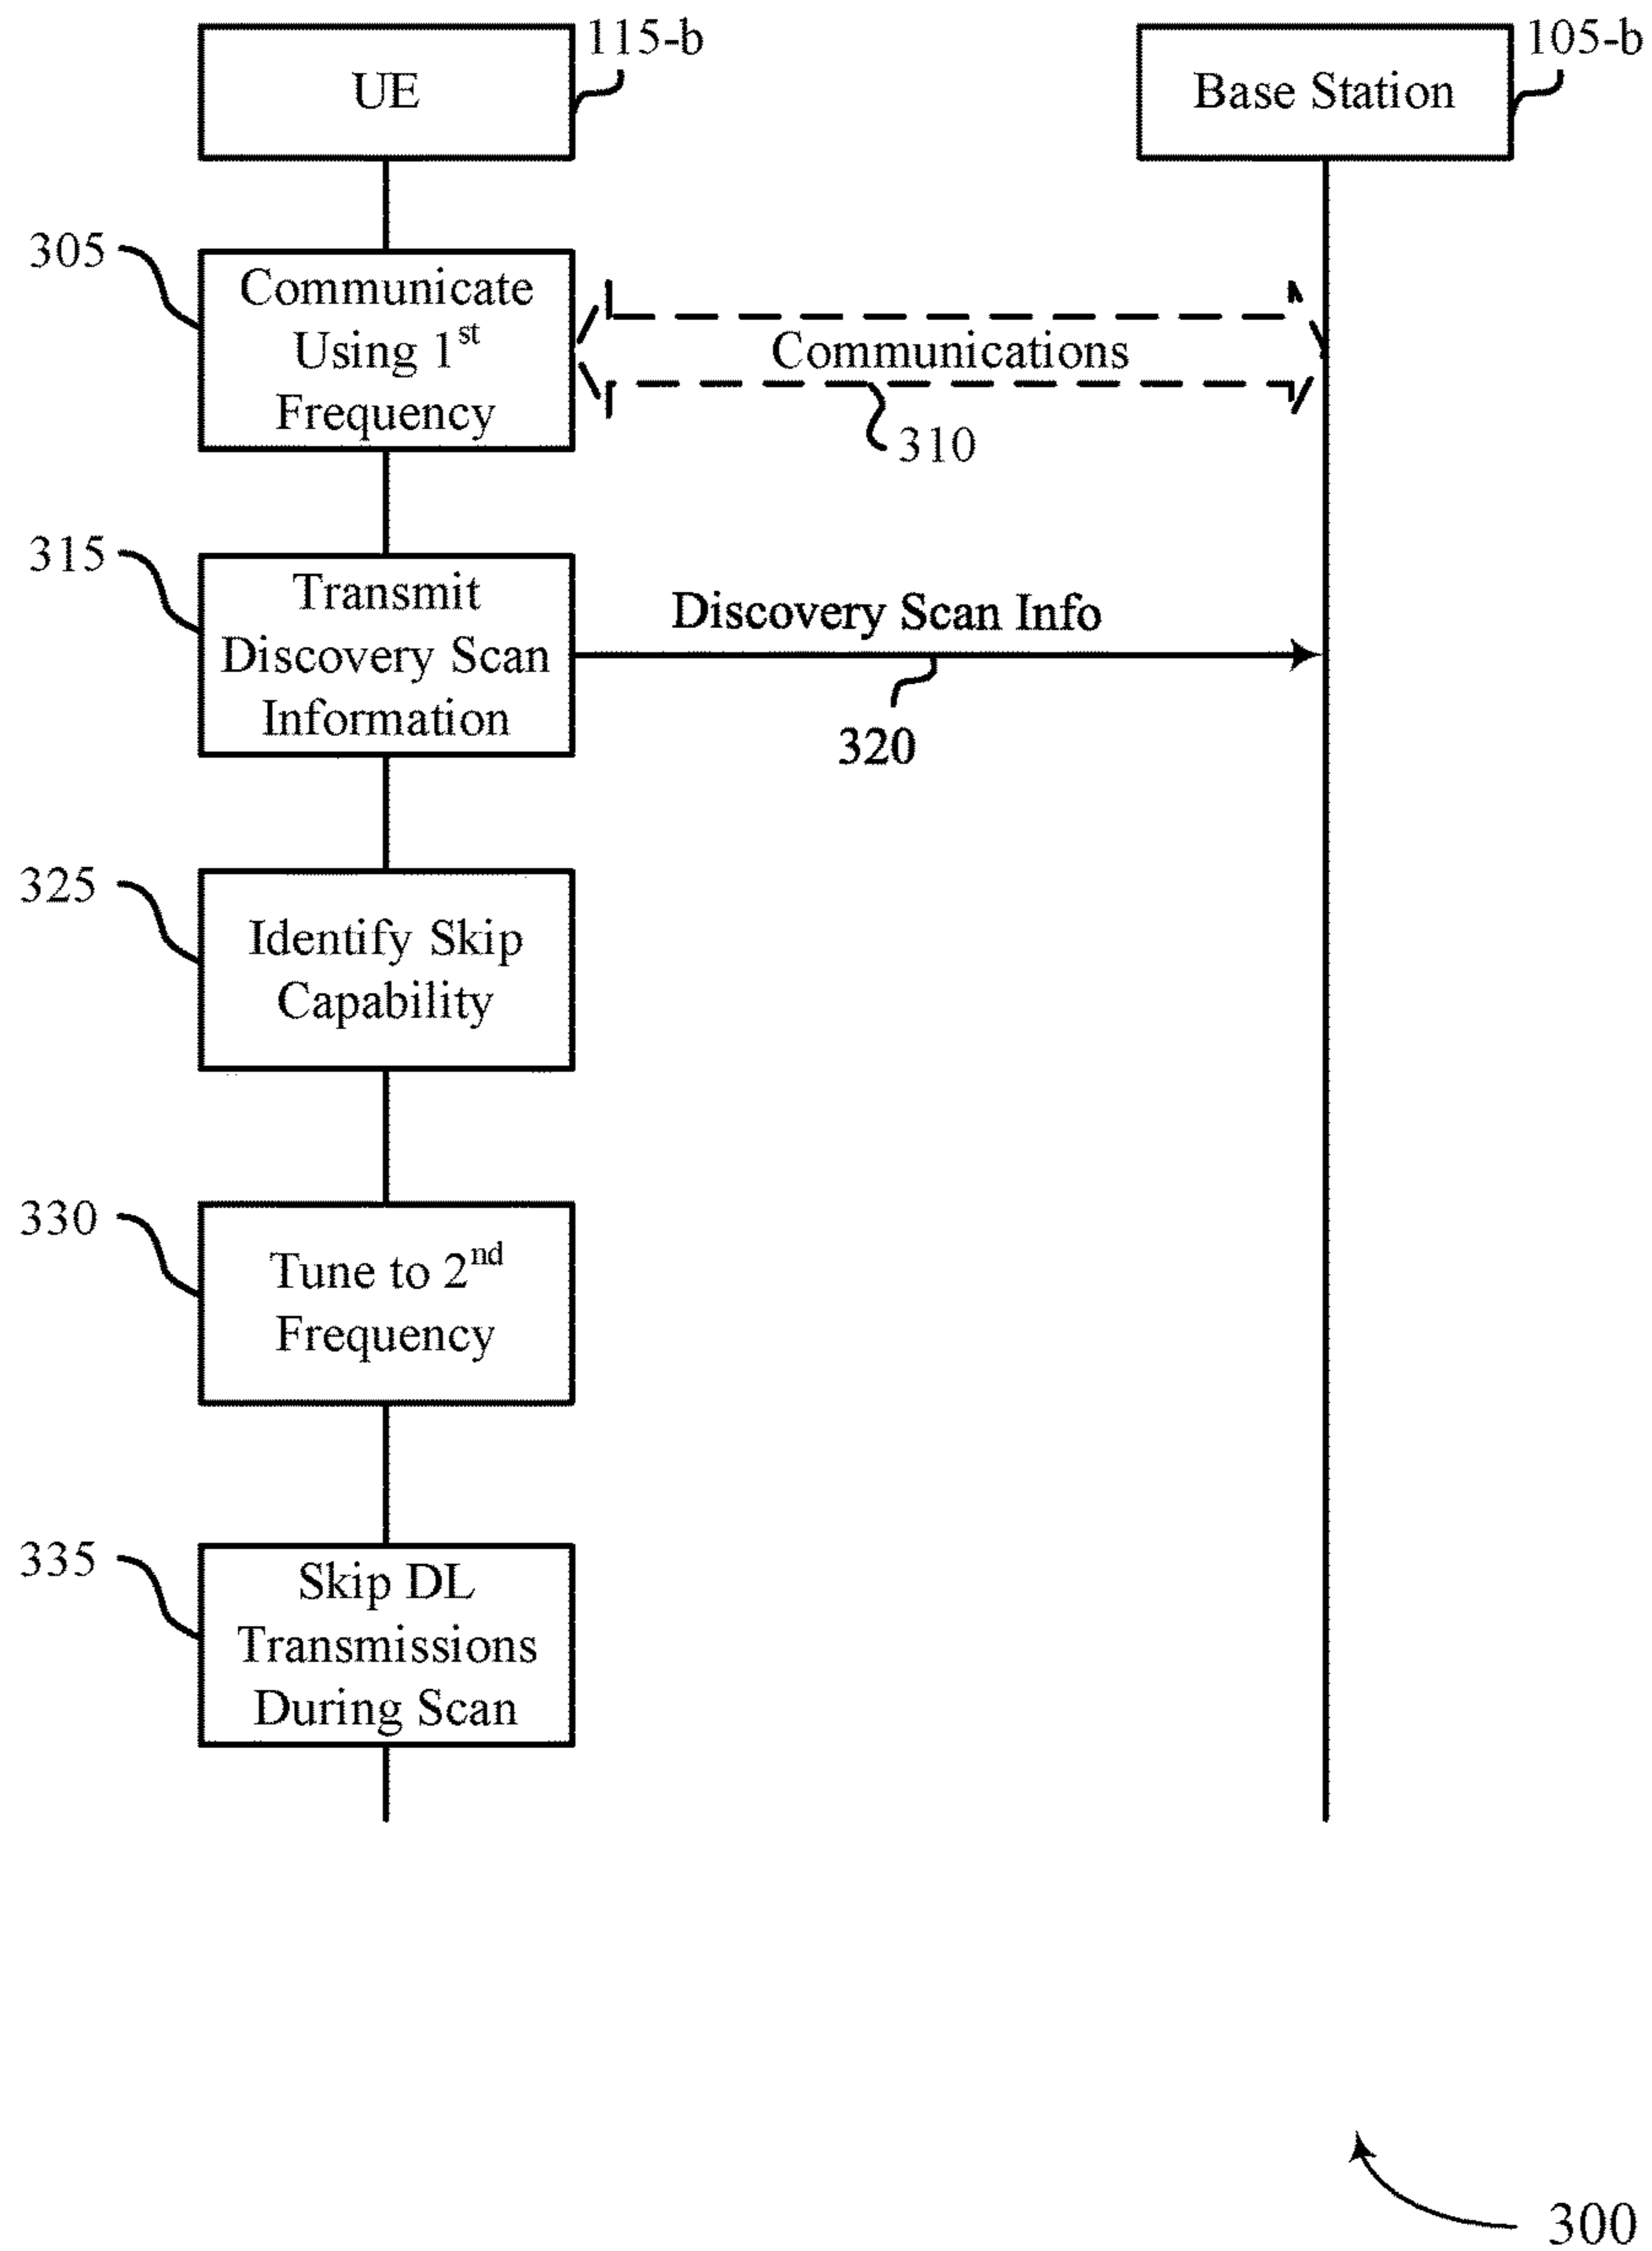 UE
115-b
Base Station
105-b
305
Communicate
Using 1st
Frequency
Communications
310
315
Transmit
Discovery Scan
Information
Discovery Scan Info
320
325
Identify Skip
Capability
330
Tune to 2nd
Frequency
335
Skip DL
Transmissions
During Scan
300